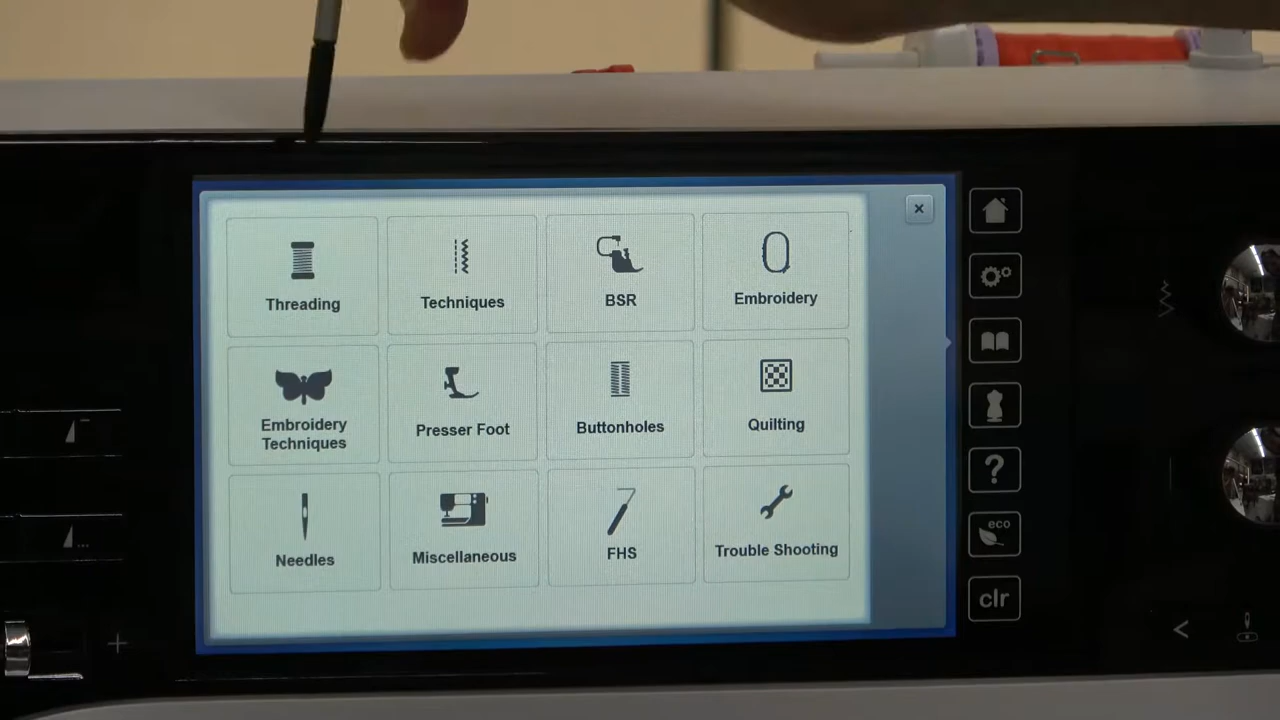 ×
Threading
Techniques
BSR
Embroidery
Embroidery
Techniques
Presser Foot
Buttonholes
Quilting
Needles
Miscellaneous
FHS
Trouble Shooting
?
eco
clr